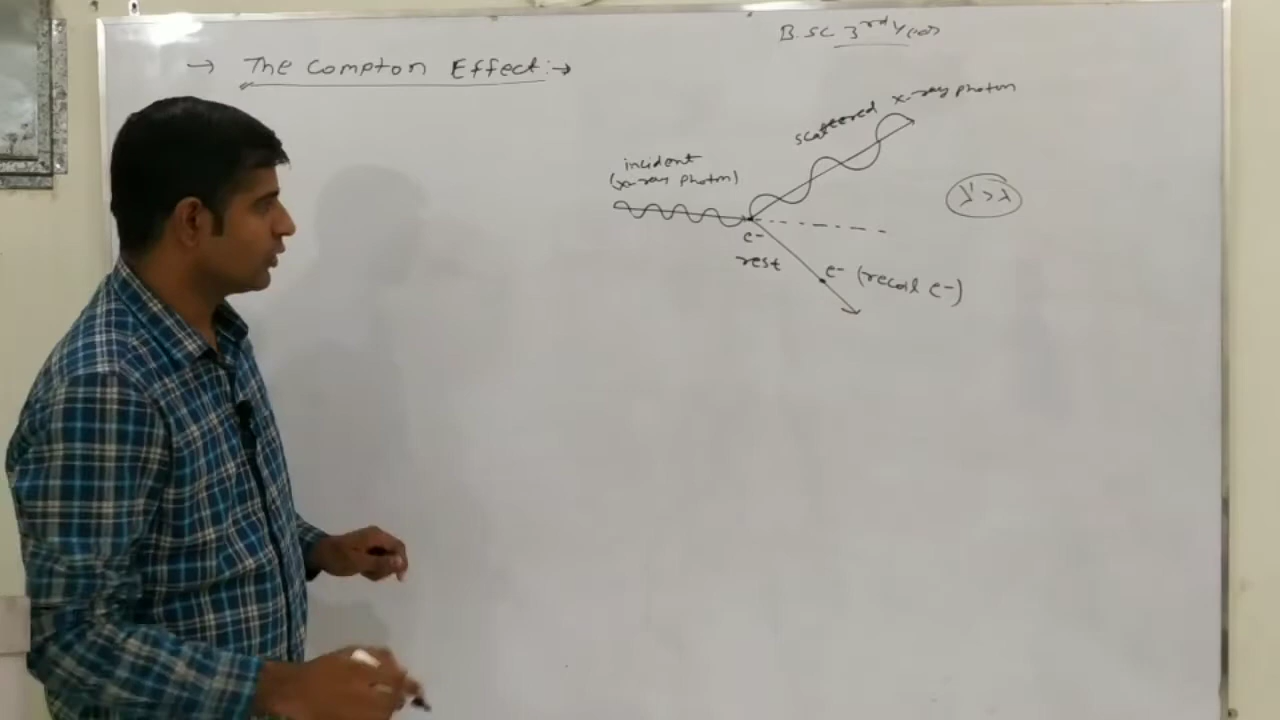 B.SC 3rd Year
→ The Compton Effect:→
scattered x-ray photon
incident
(x-ray photon)
λ' > λ
e-
rest
e- (recoil e-)